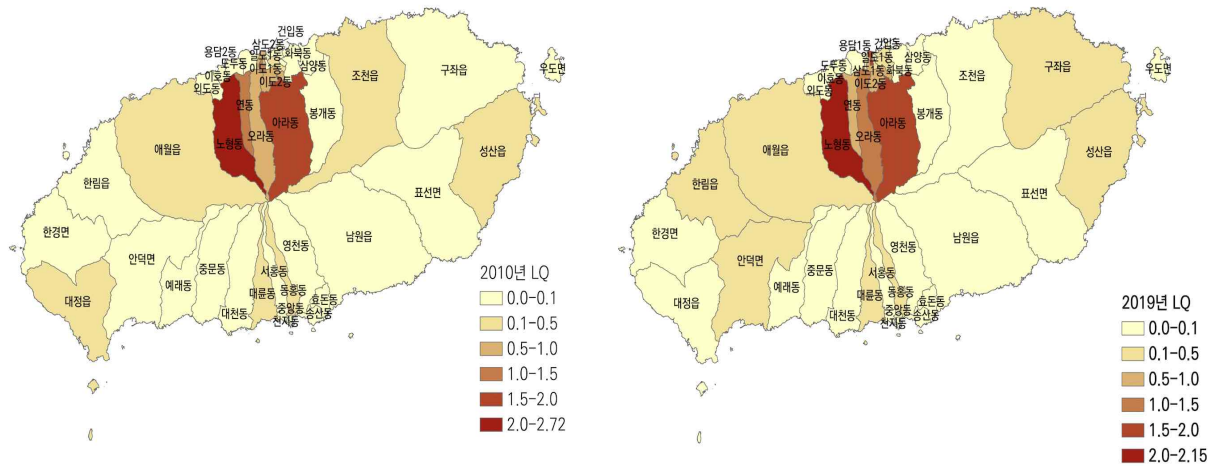 건입동
삼도2동
용담2동
일도1동
화북동
도두동
이도1동
삼양동
이호동
이도2동
외도동
조천읍
구좌읍
우도면
연동
아라동
봉개동
오라동
노형동
애월읍
성산읍
한림읍
표선면
한경면
남원읍
영천동
안덕면
중문동
서홍동
예래동
대륜동
동홍동
대정읍
대천동
중앙동
효돈동
송산동
천지동
2010년 LQ
0.0-0.1
0.1-0.5
0.5-1.0
1.0-1.5
1.5-2.0
2.0-2.72
용담1동
건입동
일도1동
도두동
삼양동
이호동
삼도1동
화북동
외도동
이도2동
조천읍
구좌읍
우도면
연동
아라동
봉개동
오라동
노형동
애월읍
성산읍
한림읍
표선면
한경면
남원읍
영천동
안덕면
중문동
서홍동
예래동
대륜동
동홍동
대정읍
대천동
중앙동
효돈동
송산동
천지동
2019년 LQ
0.0-0.1
0.1-0.5
0.5-1.0
1.0-1.5
1.5-2.0
2.0-2.15